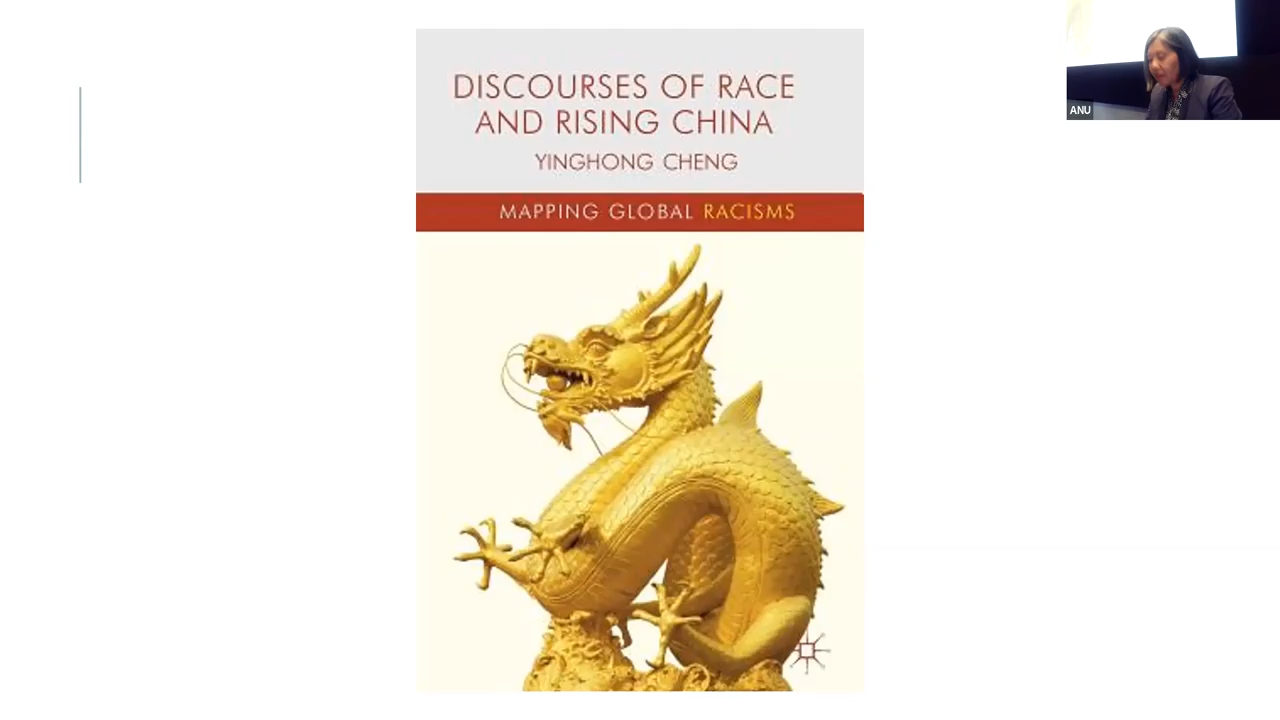 DISCOURSES OF RACE
AND RISING CHINA
YINGHONG CHENG
MAPPING GLOBAL RACISMS
ANU